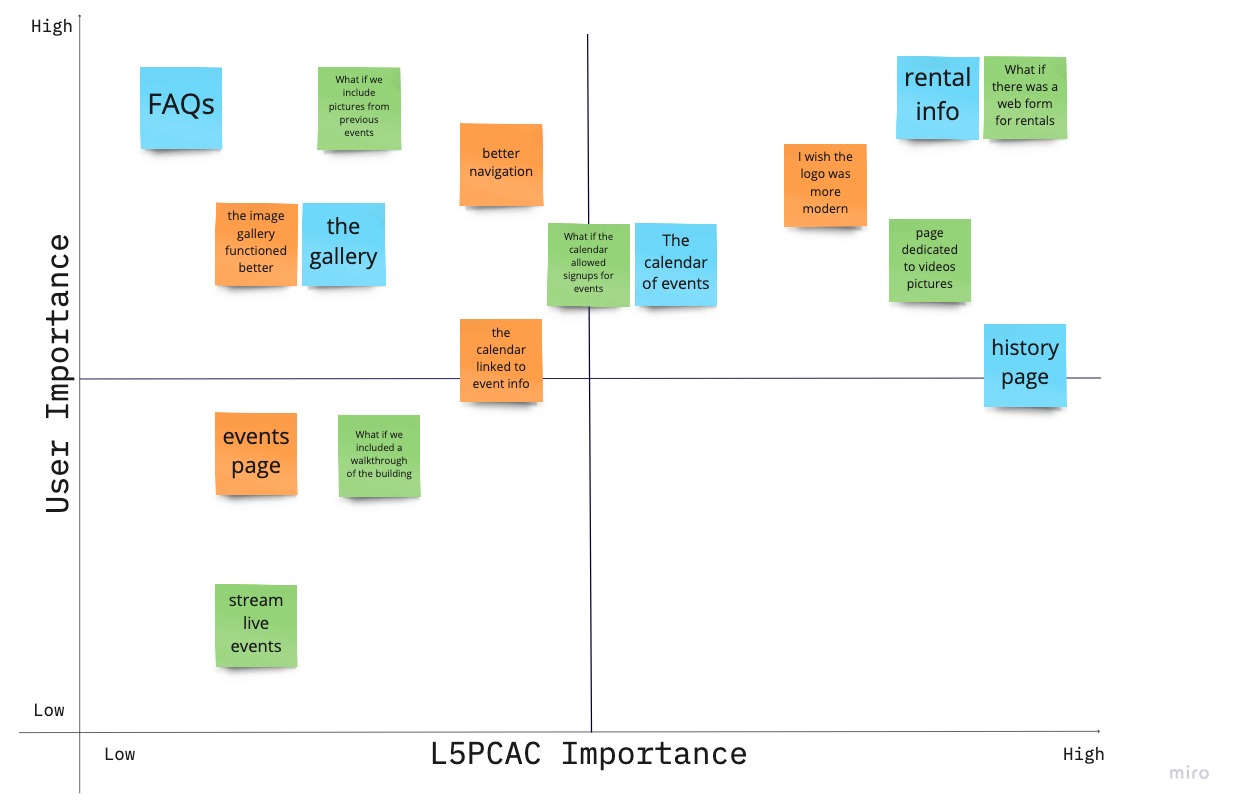 High
FAQs
What if we
include
pictures from
previous
events
better
navigation
rental
info
What if
there was a
web form
for rentals
I wish the
logo was
more
modern
the image
gallery
functioned
better
the
gallery
What if the
calendar
allowed
signups for
events
The
calendar
of events
page
dedicated
to videos
pictures
the
calendar
linked to
event info
history
page
User Importance
events
page
What if we
included a
walkthrough
of the building
stream
live
events
Low
Low
L5PCAC Importance
High
miro